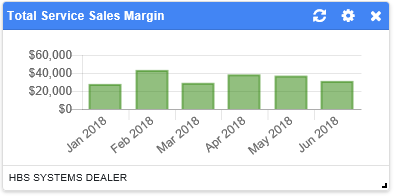 Total Service Sales Margin
$60,000
$40,000
$20,000
$0
Jan 2018
Feb 2018
Mar 2018
Apr 2018
May 2018
Jun 2018
HBS SYSTEMS DEALER